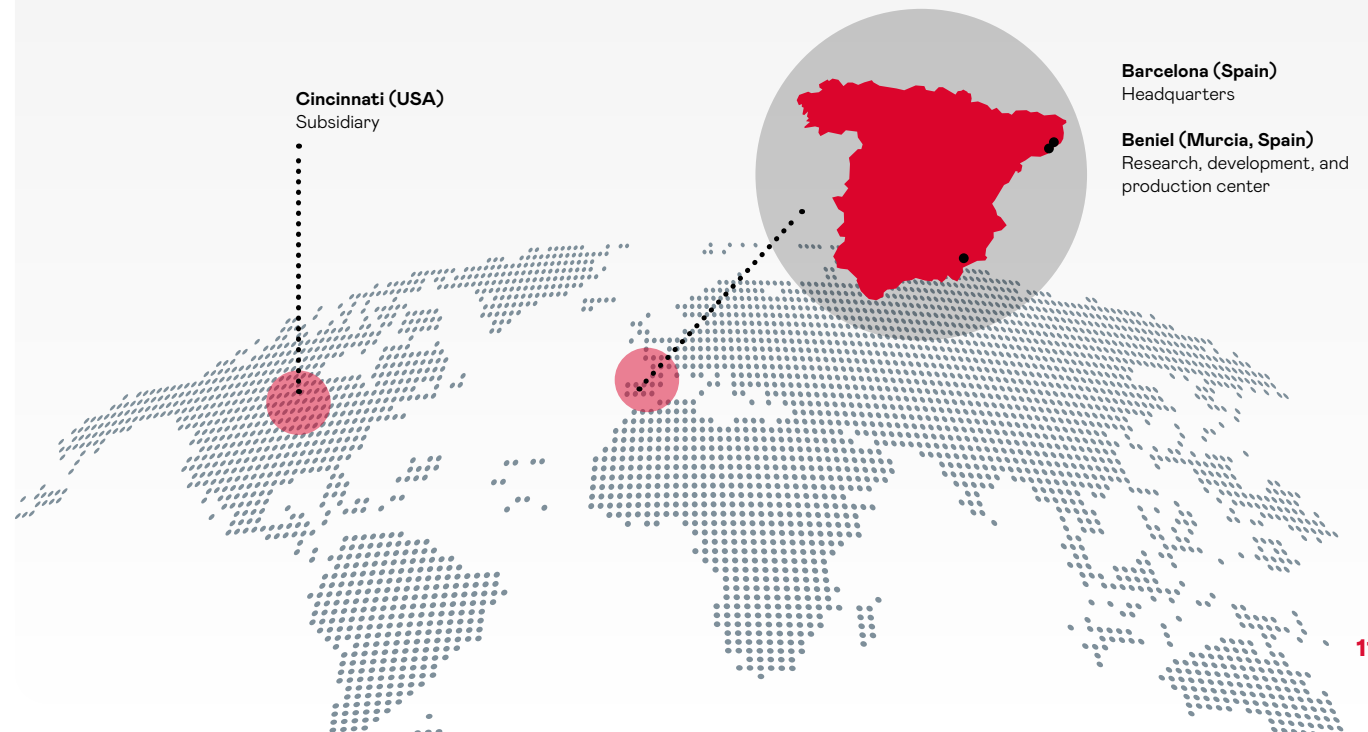 Cincinnati (USA)
Subsidiary
Barcelona (Spain)
Headquarters
Beniel (Murcia, Spain)
Research, development, and
production center